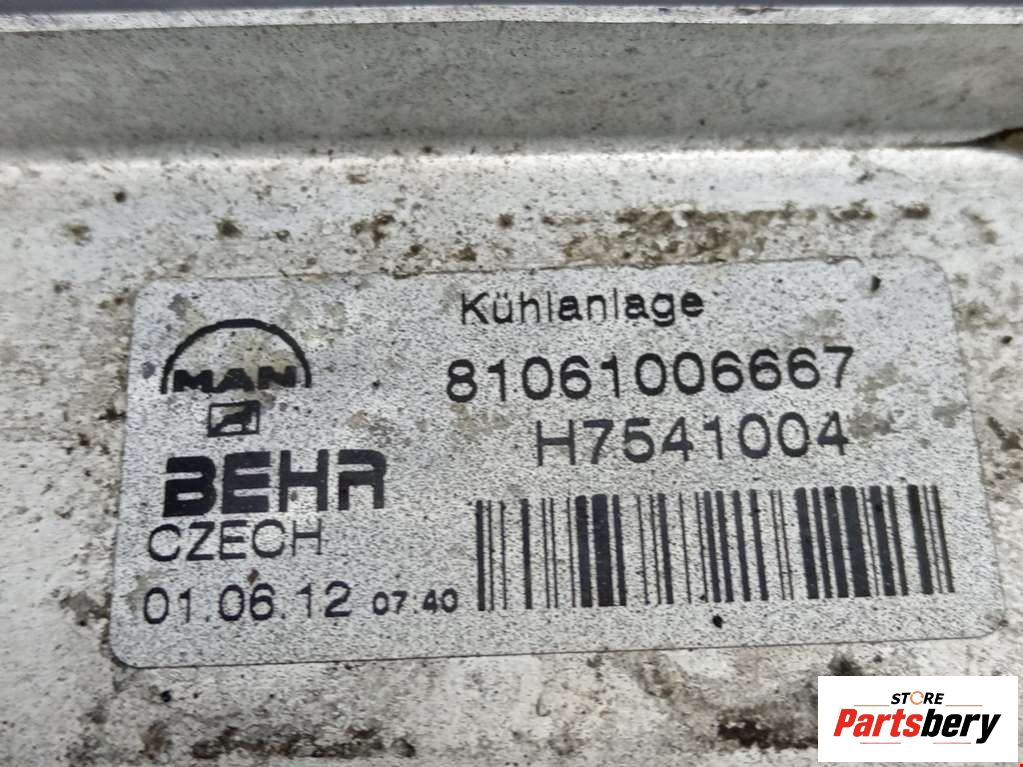 Kühlanlage
MAN
81061006667
H7541004
BEHR
CZECH
01.06.12 07:40
STORE
Partsbery